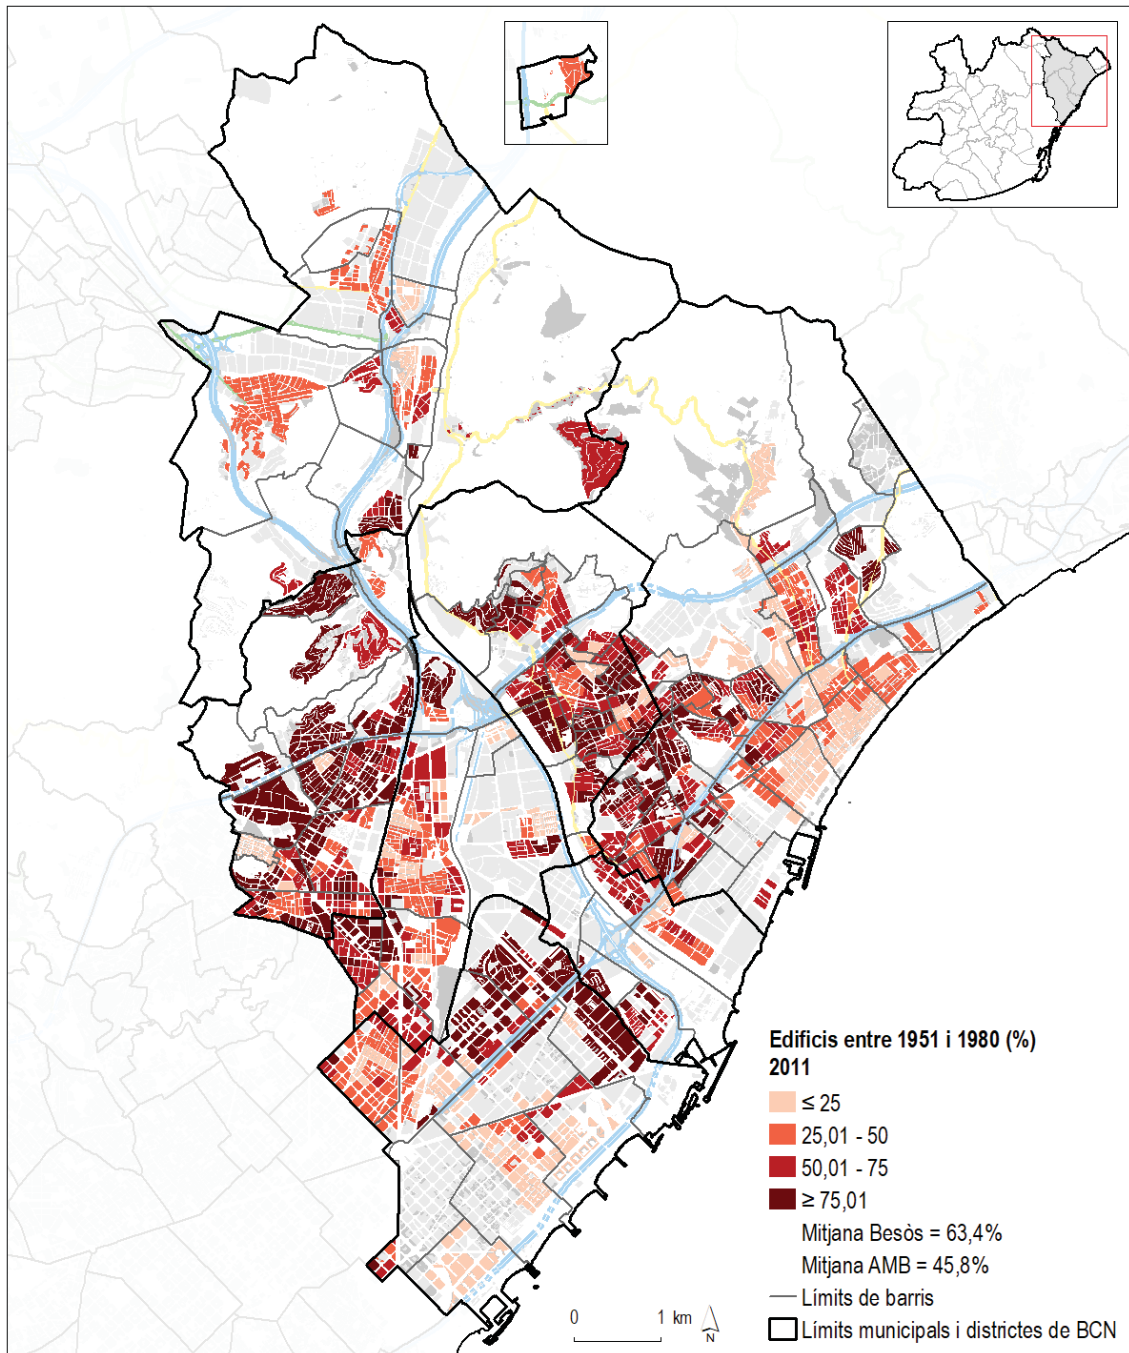 Edificis entre 1951 i 1980 (%)
2011
≤ 25
25,01 - 50
50,01 - 75
≥ 75,01
Mitjana Besòs = 63,4%
Mitjana AMB = 45,8%
Límits de barris
Límits municipals i districtes de BCN
0 1 km
N